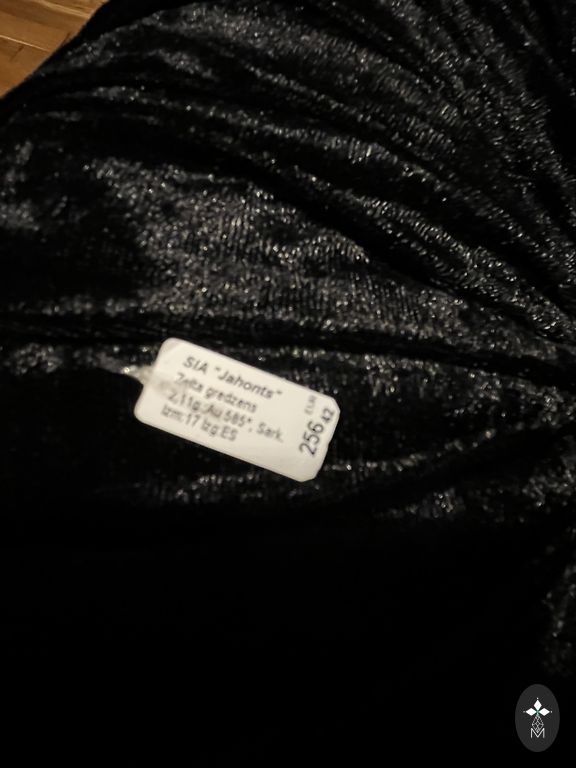 SIA "Jahonts"
Zelta gredzens
2,11g, Au 585°, Sark.
Izm:17 Izg:ES
256 EUR 42